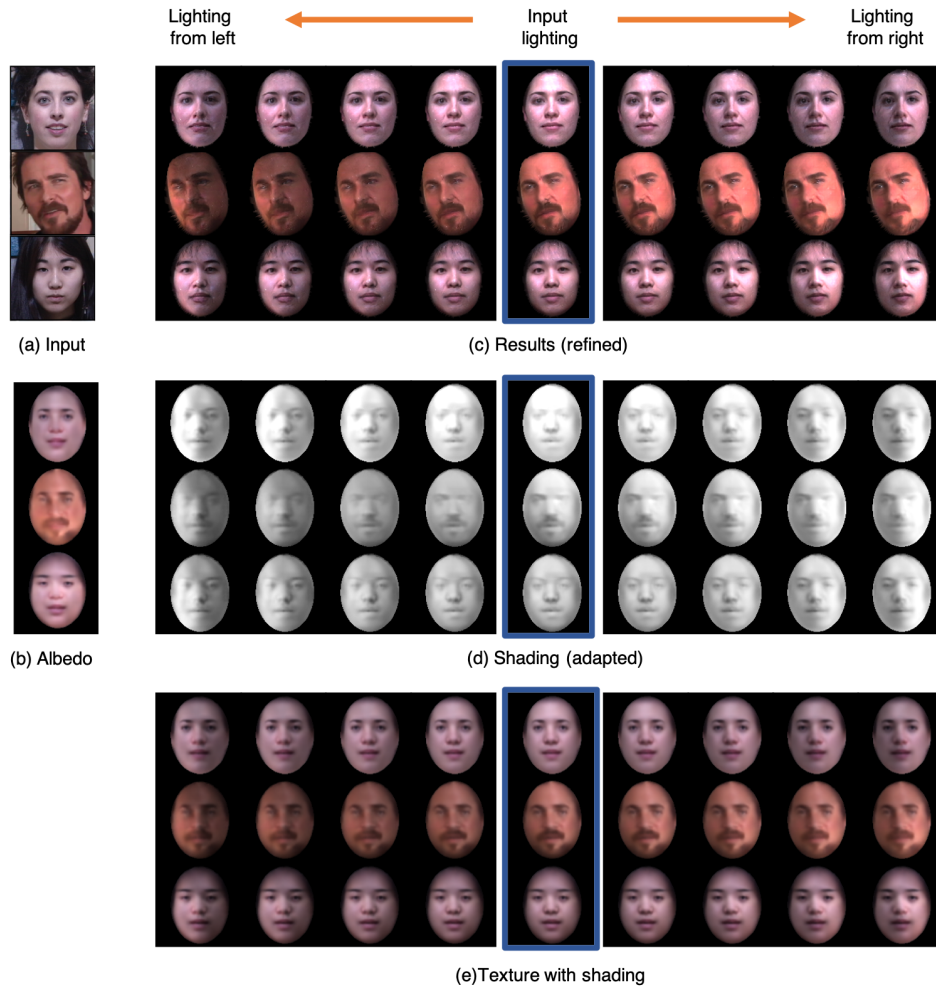 Lighting
from left
Input
lighting
Lighting
from right
(a) Input
(c) Results (refined)
(b) Albedo
(d) Shading (adapted)
(e)Texture with shading